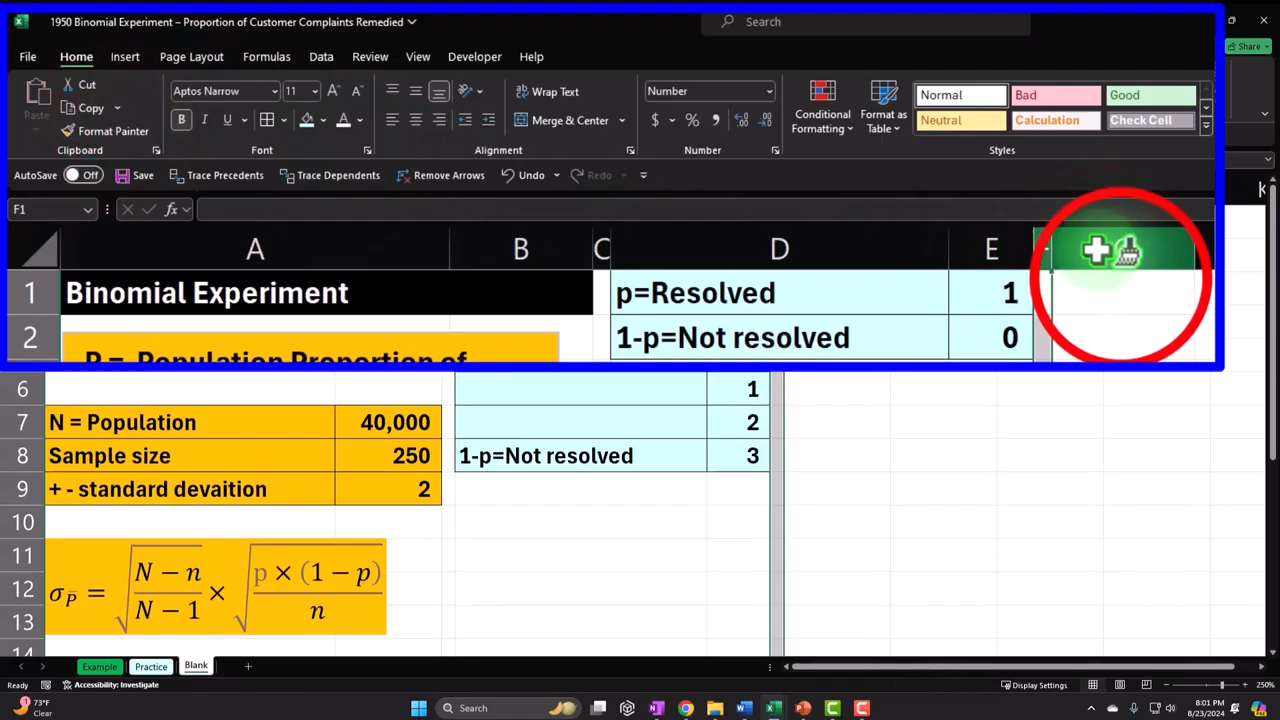 1950 Binomial Experiment – Proportion of Customer Complaints Remedied
Search
Share
File Home Insert Page Layout Formulas Data Review View Developer Help
Cut
Copy
Format Painter
Paste
Clipboard
Aptos Narrow 11
B I U
Font
Wrap Text
Merge & Center
Alignment
Number
$ % ,
Number
Conditional
Formatting
Format as
Table
Normal Bad Good
Neutral Calculation Check Cell
Styles
AutoSave Off Save Trace Precedents Trace Dependents Remove Arrows Undo Redo
F1 fx
A B C D E
1 Binomial Experiment p=Resolved 1
2 P = Population Proportion of 1-p=Not resolved 0
6 1
7 N = Population 40,000 2
8 Sample size 250 1-p=Not resolved 3
9 + - standard devaition 2
10
11
12
13
14
σP̄ = √((N − n)/(N − 1)) × √((p × (1 − p))/n)
Example Practice Blank
Ready Accessibility: Investigate Display Settings 250%
73°F
Clear
Search
8:01 PM
8/23/2024